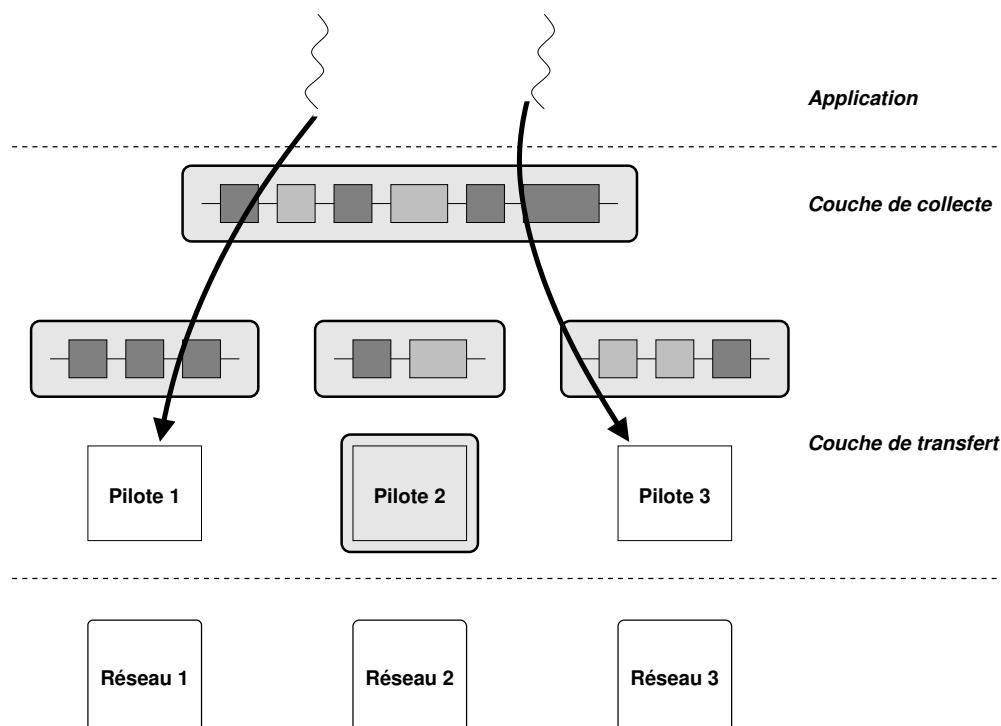 Application
Couche de collecte
Couche de transfert
Pilote 1
Pilote 2
Pilote 3
Réseau 1
Réseau 2
Réseau 3